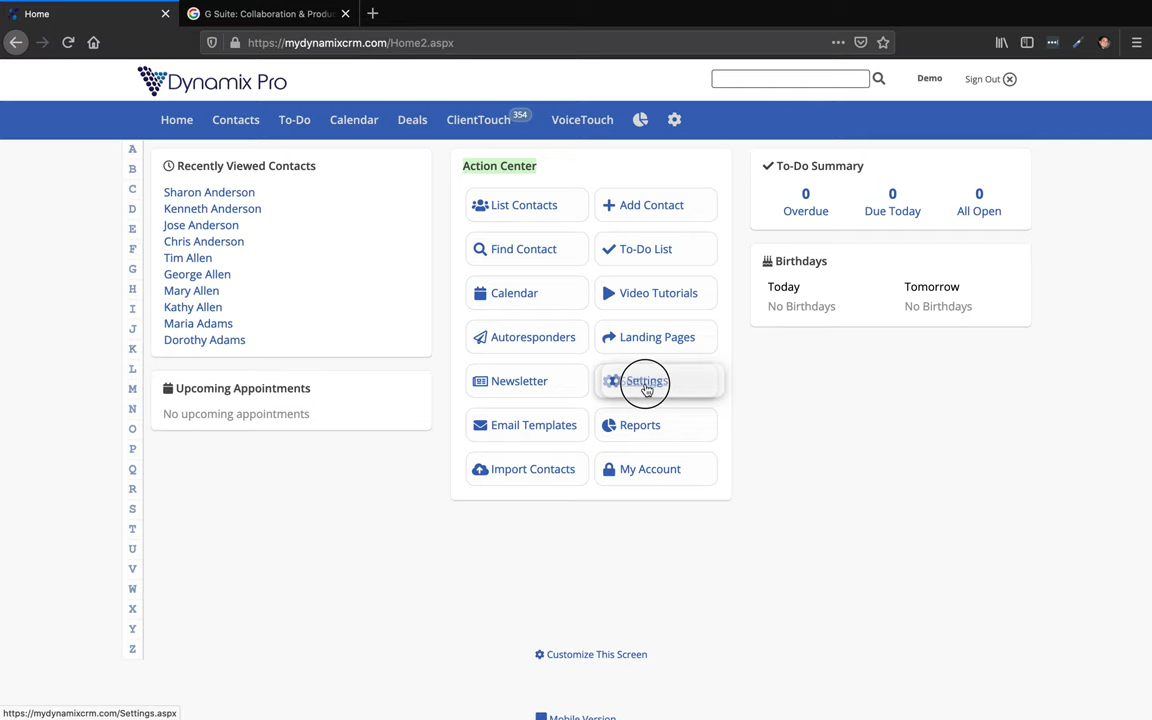 Home
G Suite: Collaboration & Produc
https://mydynamixcrm.com/Home2.aspx
Dynamix Pro
Demo
Sign Out
Home
Contacts
To-Do
Calendar
Deals
ClientTouch
354
VoiceTouch
A
B
C
D
E
F
G
H
I
J
K
L
M
N
O
P
Q
R
S
T
U
V
W
X
Y
Z
Recently Viewed Contacts
Sharon Anderson
Kenneth Anderson
Jose Anderson
Chris Anderson
Tim Allen
George Allen
Mary Allen
Kathy Allen
Maria Adams
Dorothy Adams
Upcoming Appointments
No upcoming appointments
Action Center
List Contacts
Add Contact
Find Contact
To-Do List
Calendar
Video Tutorials
Autoresponders
Landing Pages
Newsletter
Settings
Email Templates
Reports
Import Contacts
My Account
To-Do Summary
0 0 0
Overdue Due Today All Open
Birthdays
Today Tomorrow
No Birthdays No Birthdays
Customize This Screen
Mobile Version
https://mydynamixcrm.com/Settings.aspx